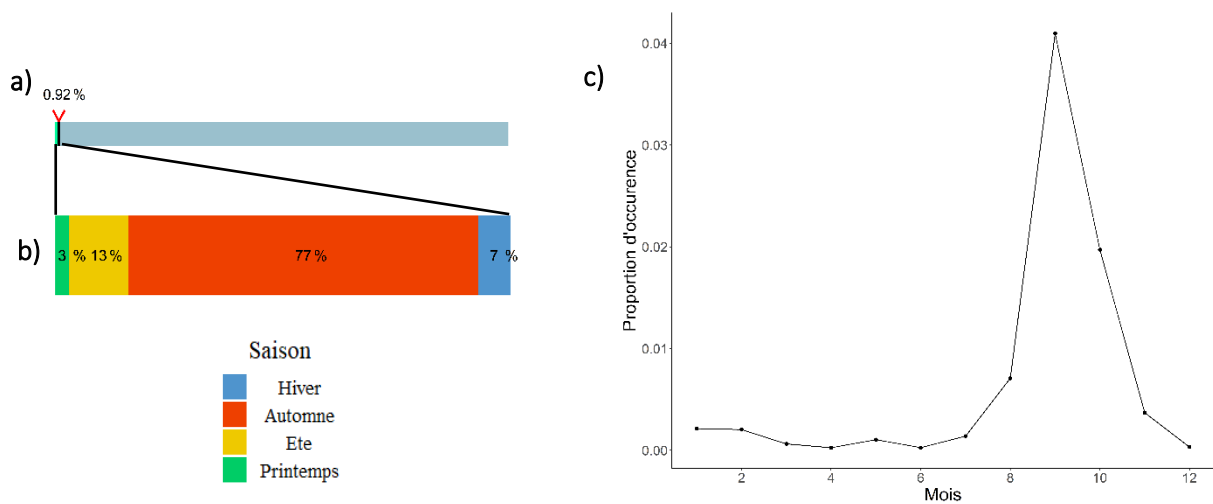 a)
0.92 %
b)
3 % 13 % 77 % 7 %
Saison
Hiver
Automne
Ete
Printemps
c)
Proportion d'occurence
0.04
0.03
0.02
0.01
0.00
2 4 6 8 10 12
Mois